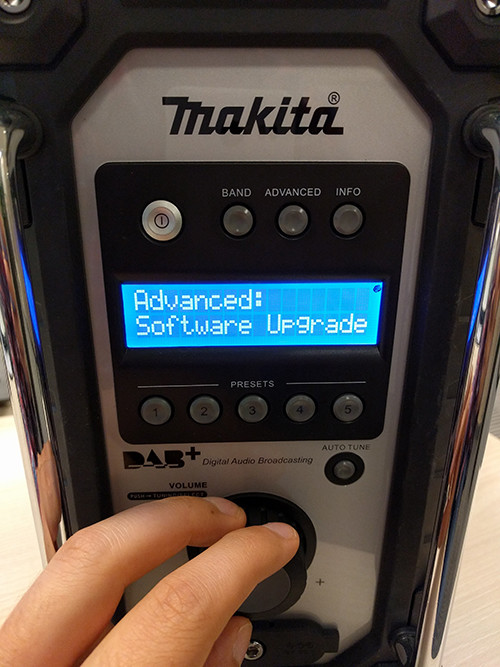 makita®
BAND ADVANCED INFO
Advanced:
Software Upgrade
PRESETS
1 2 3 4 5
DAB+ Digital Audio Broadcasting
AUTO TUNE
VOLUME
+